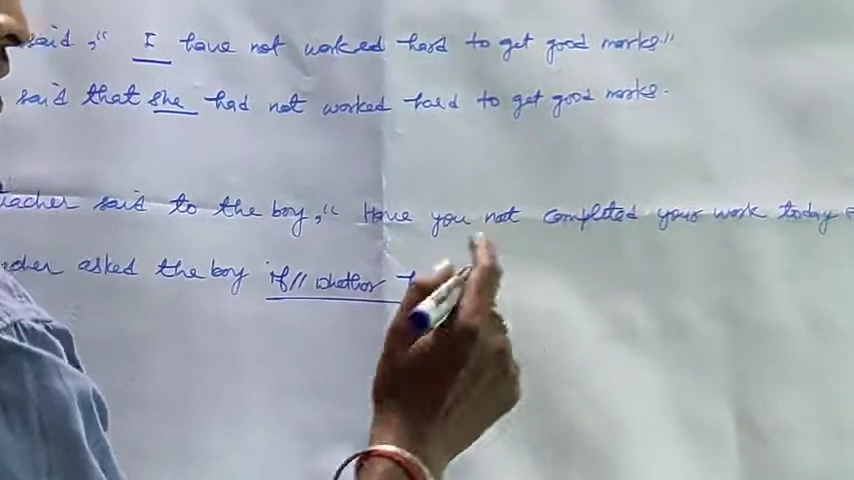 said, " I have not worked hard to get good marks."
said that she had not worked hard to get good marks.
teacher said to the boy, " Have you not completed your work today
asked the boy if// whether